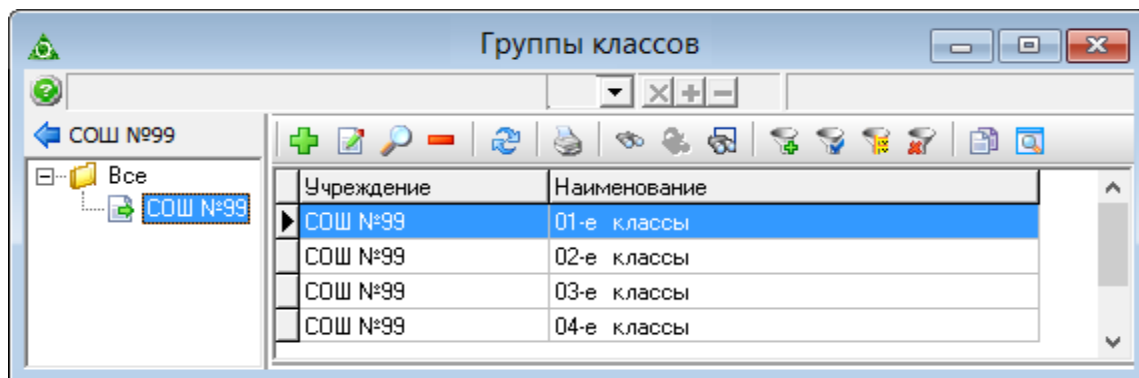 Группы классов
СОШ №99
Все
СОШ №99
Учреждение Наименование
СОШ №99 01-е классы
СОШ №99 02-е классы
СОШ №99 03-е классы
СОШ №99 04-е классы